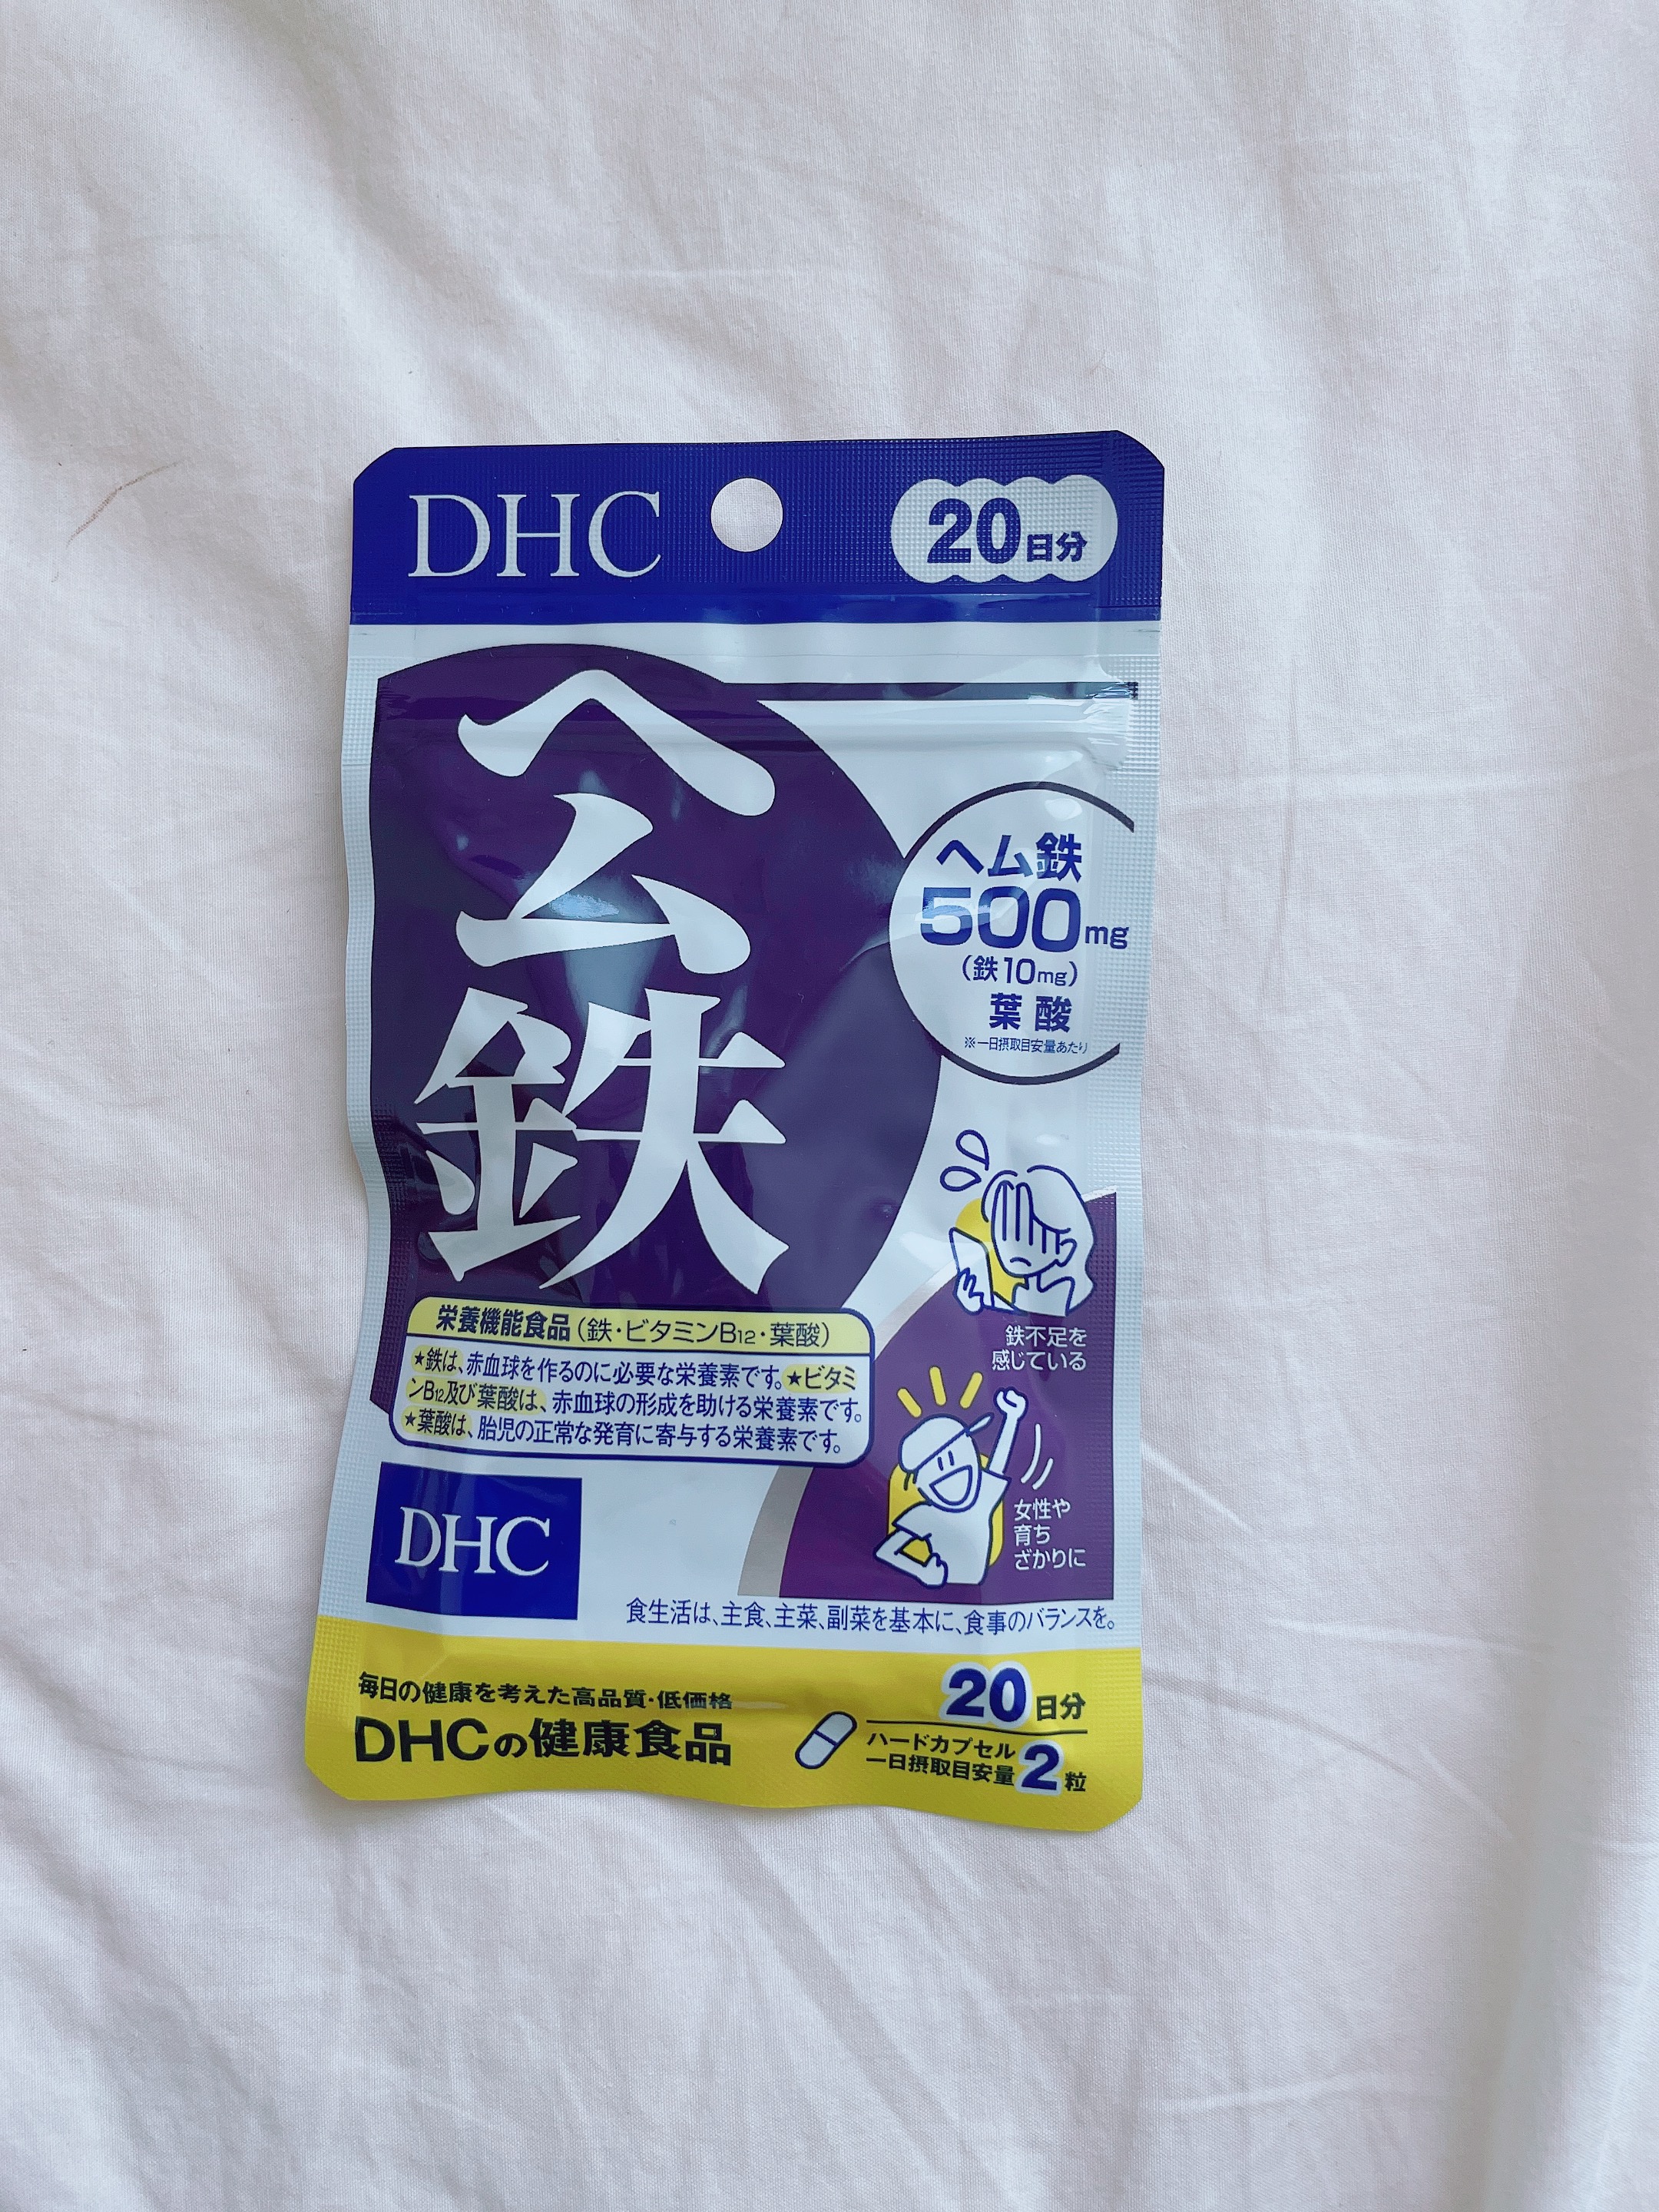 DHC
20日分
ヘム鉄
ヘム鉄
500mg
(鉄10mg)
葉酸
※一日摂取目安量あたり
鉄不足を
感じている
栄養機能食品(鉄・ビタミンB12・葉酸)
★鉄は、赤血球を作るのに必要な栄養素です。★ビタミ
ンB12及び葉酸は、赤血球の形成を助ける栄養素です。
★葉酸は、胎児の正常な発育に寄与する栄養素です。
女性や
育ち
ざかりに
DHC
食生活は、主食、主菜、副菜を基本に、食事のバランスを。
毎日の健康を考えた高品質・低価格
DHCの健康食品
20日分
ハードカプセル
一日摂取目安量2粒